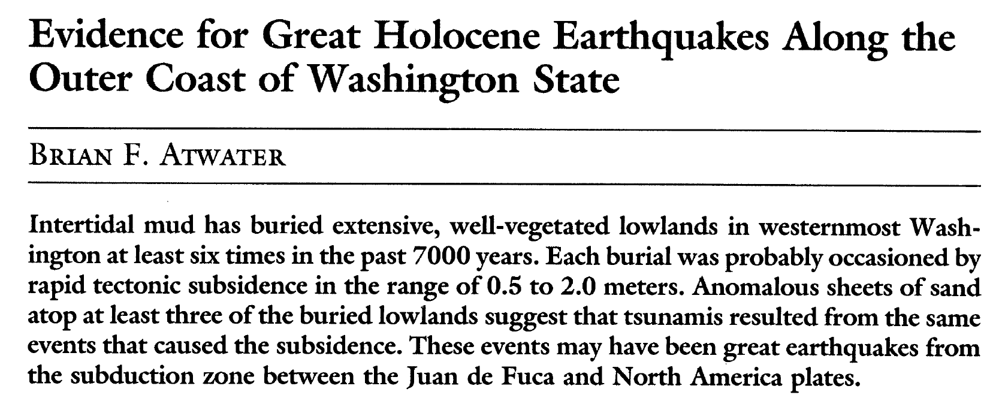 Evidence for Great Holocene Earthquakes Along the
Outer Coast of Washington State
BRIAN F. ATWATER
Intertidal mud has buried extensive, well-vegetated lowlands in westernmost Wash-
ington at least six times in the past 7000 years. Each burial was probably occasioned by
rapid tectonic subsidence in the range of 0.5 to 2.0 meters. Anomalous sheets of sand
atop at least three of the buried lowlands suggest that tsunamis resulted from the same
events that caused the subsidence. These events may have been great earthquakes from
the subduction zone between the Juan de Fuca and North America plates.